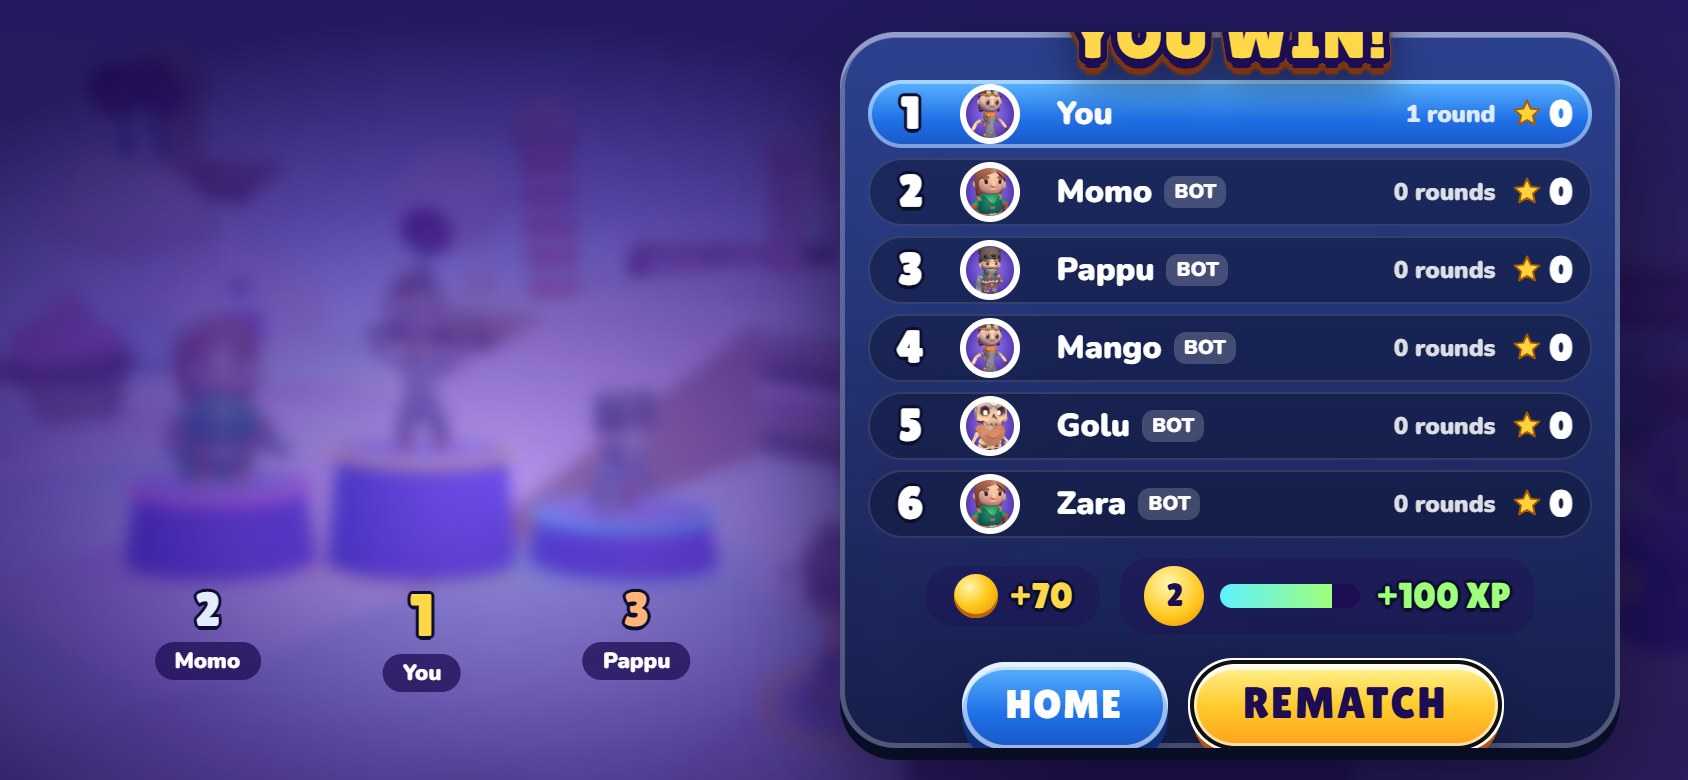 YOU WIN!
1 You 1 round 0
2 Momo BOT 0 rounds 0
3 Pappu BOT 0 rounds 0
4 Mango BOT 0 rounds 0
5 Golu BOT 0 rounds 0
6 Zara BOT 0 rounds 0
+70 2 +100 XP
HOME REMATCH
2 1 3
Momo You Pappu